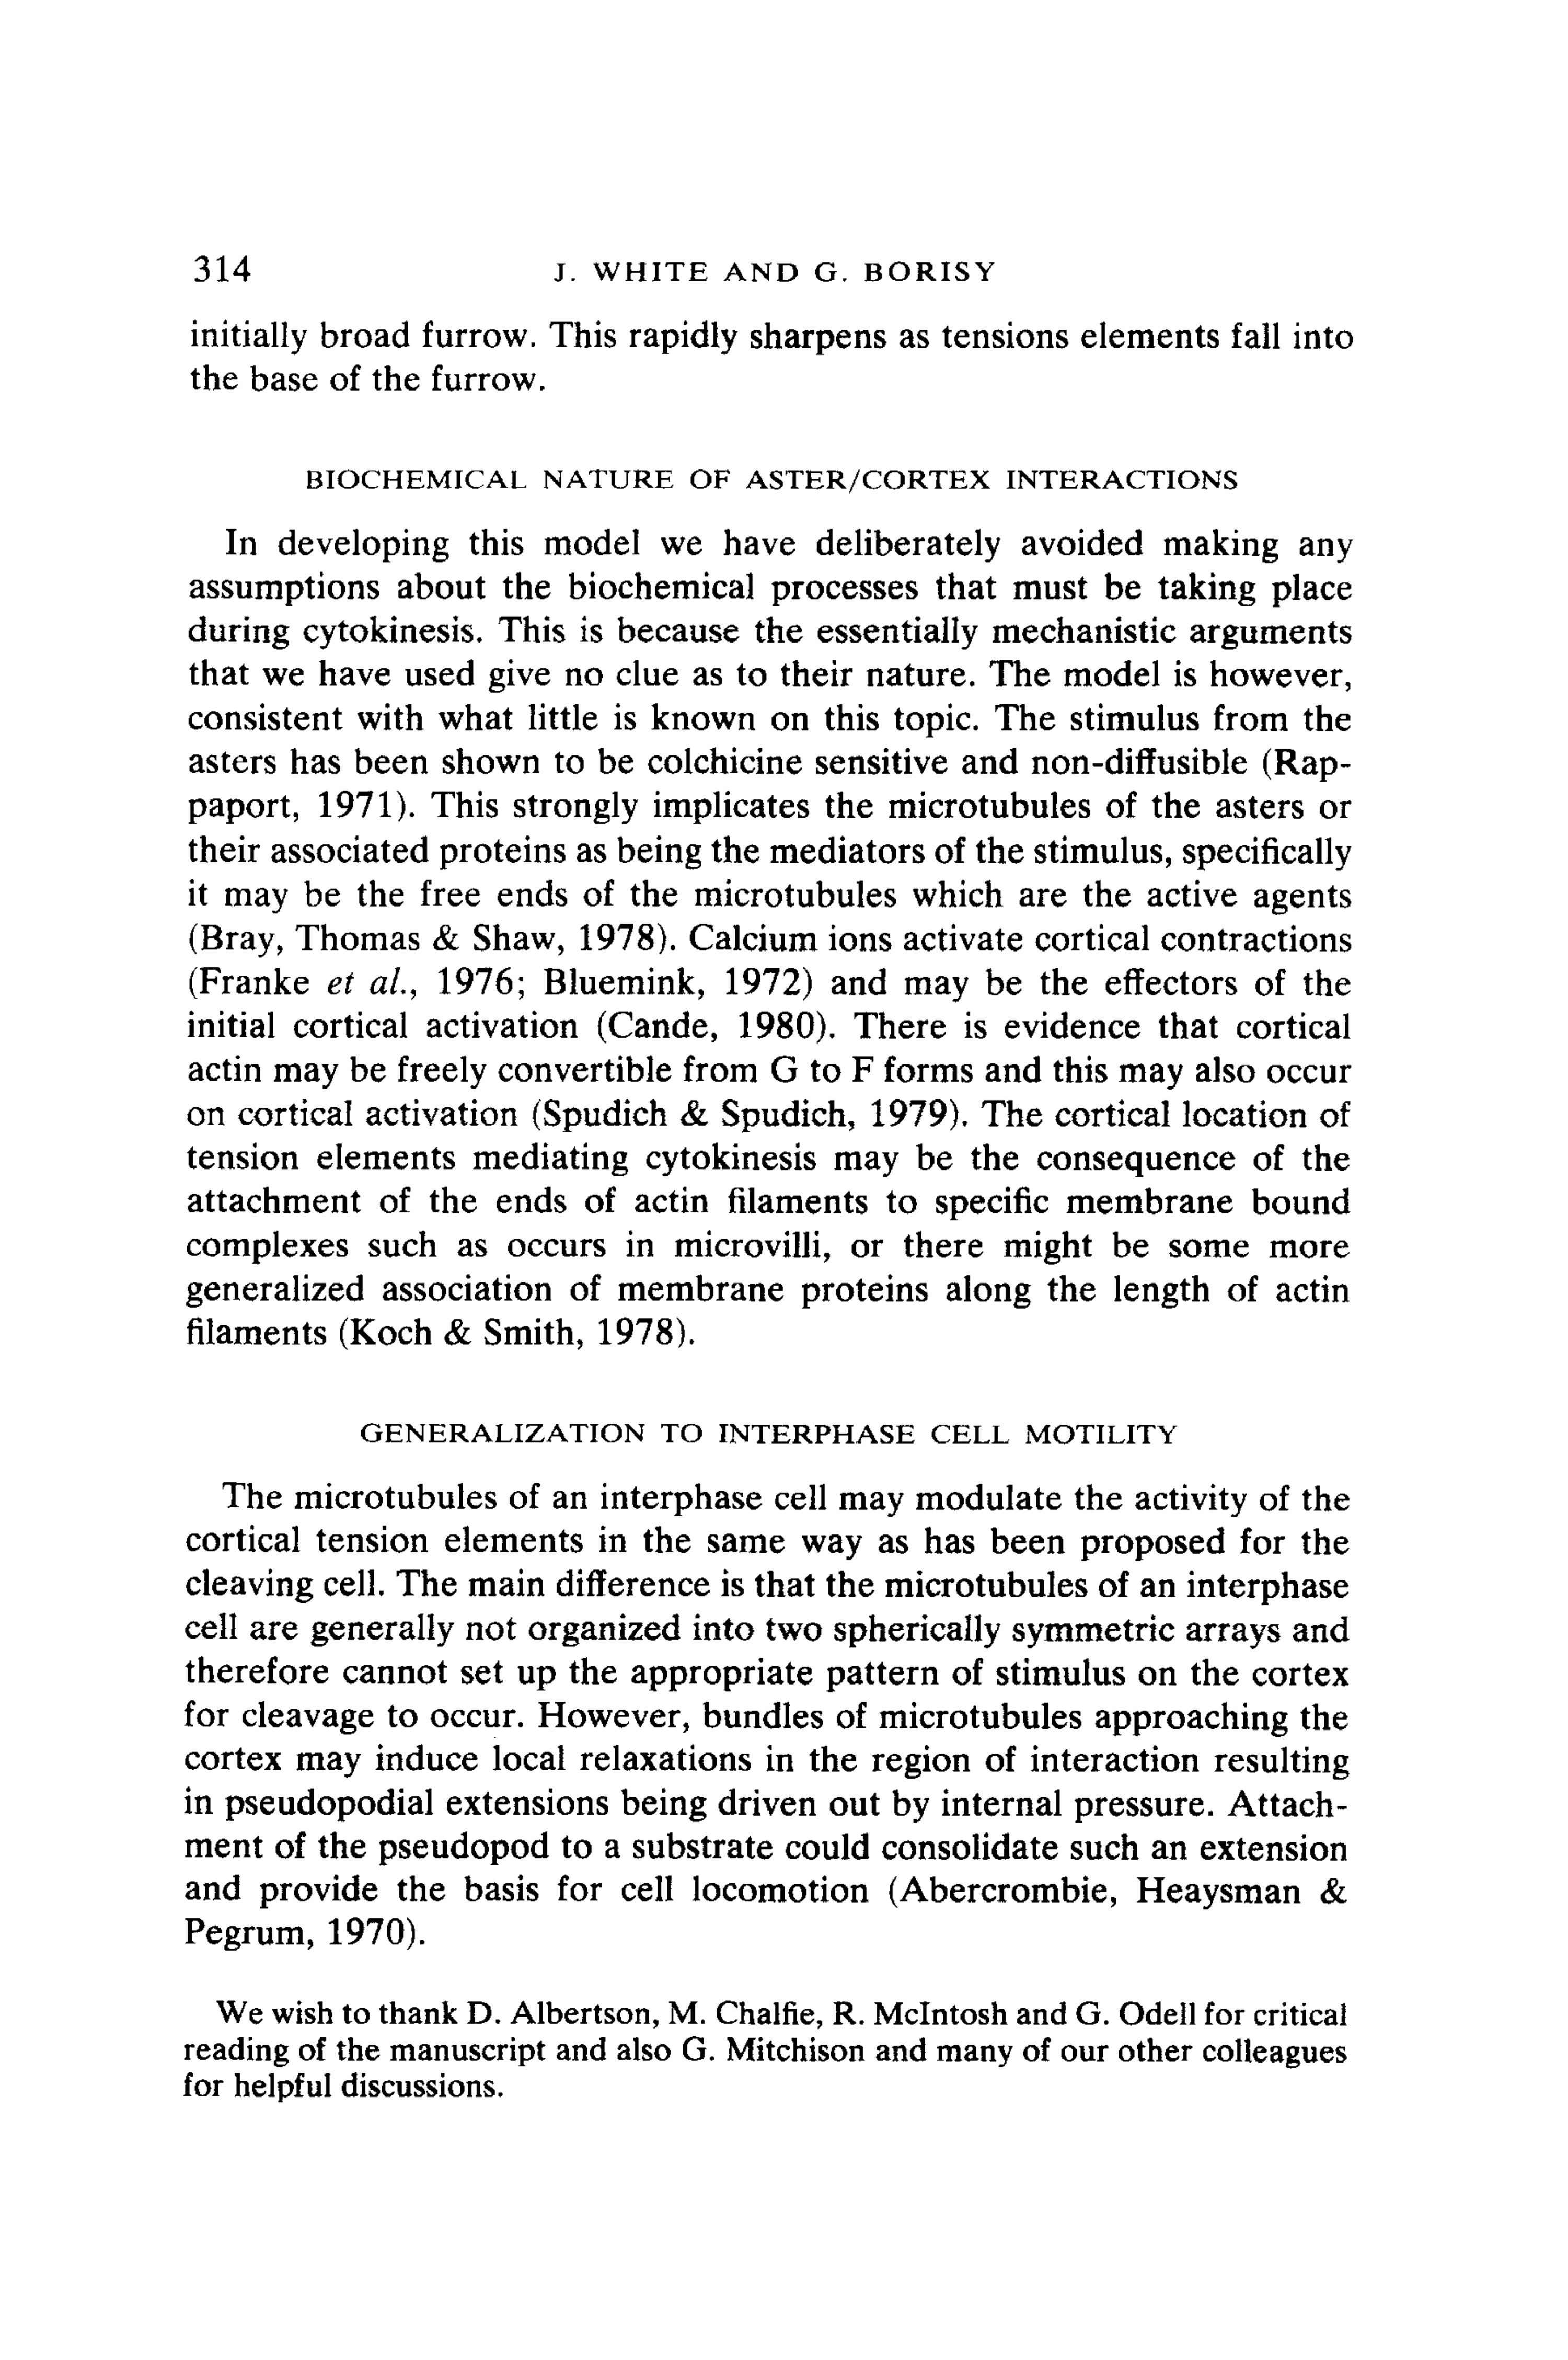 314
J. WHITE AND G. BORISY
initially broad furrow. This rapidly sharpens as tensions elements fall into
the base of the furrow.
BIOCHEMICAL NATURE OF ASTER/CORTEX INTERACTIONS
In developing this model we have deliberately avoided making any
assumptions about the biochemical processes that must be taking place
during cytokinesis. This is because the essentially mechanistic arguments
that we have used give no clue as to their nature. The model is however,
consistent with what little is known on this topic. The stimulus from the
asters has been shown to be colchicine sensitive and non-diffusible (Rap-
paport, 1971). This strongly implicates the microtubules of the asters or
their associated proteins as being the mediators of the stimulus, specifically
it may be the free ends of the microtubules which are the active agents
(Bray, Thomas & Shaw, 1978). Calcium ions activate cortical contractions
(Franke et al., 1976; Bluemink, 1972) and may be the effectors of the
initial cortical activation (Cande, 1980). There is evidence that cortical
actin may be freely convertible from G to F forms and this may also occur
on cortical activation (Spudich & Spudich, 1979). The cortical location of
tension elements mediating cytokinesis may be the consequence of the
attachment of the ends of actin filaments to specific membrane bound
complexes such as occurs in microvilli, or there might be some more
generalized association of membrane proteins along the length of actin
filaments (Koch & Smith, 1978).
GENERALIZATION TO INTERPHASE CELL MOTILITY
The microtubules of an interphase cell may modulate the activity of the
cortical tension elements in the same way as has been proposed for the
cleaving cell. The main difference is that the microtubules of an interphase
cell are generally not organized into two spherically symmetric arrays and
therefore cannot set up the appropriate pattern of stimulus on the cortex
for cleavage to occur. However, bundles of microtubules approaching the
cortex may induce local relaxations in the region of interaction resulting
in pseudopodial extensions being driven out by internal pressure. Attach-
ment of the pseudopod to a substrate could consolidate such an extension
and provide the basis for cell locomotion (Abercrombie, Heaysman &
Pegrum, 1970).
We wish to thank D. Albertson, M. Chalfie, R. McIntosh and G. Odell for critical
reading of the manuscript and also G. Mitchison and many of our other colleagues
for helpful discussions.